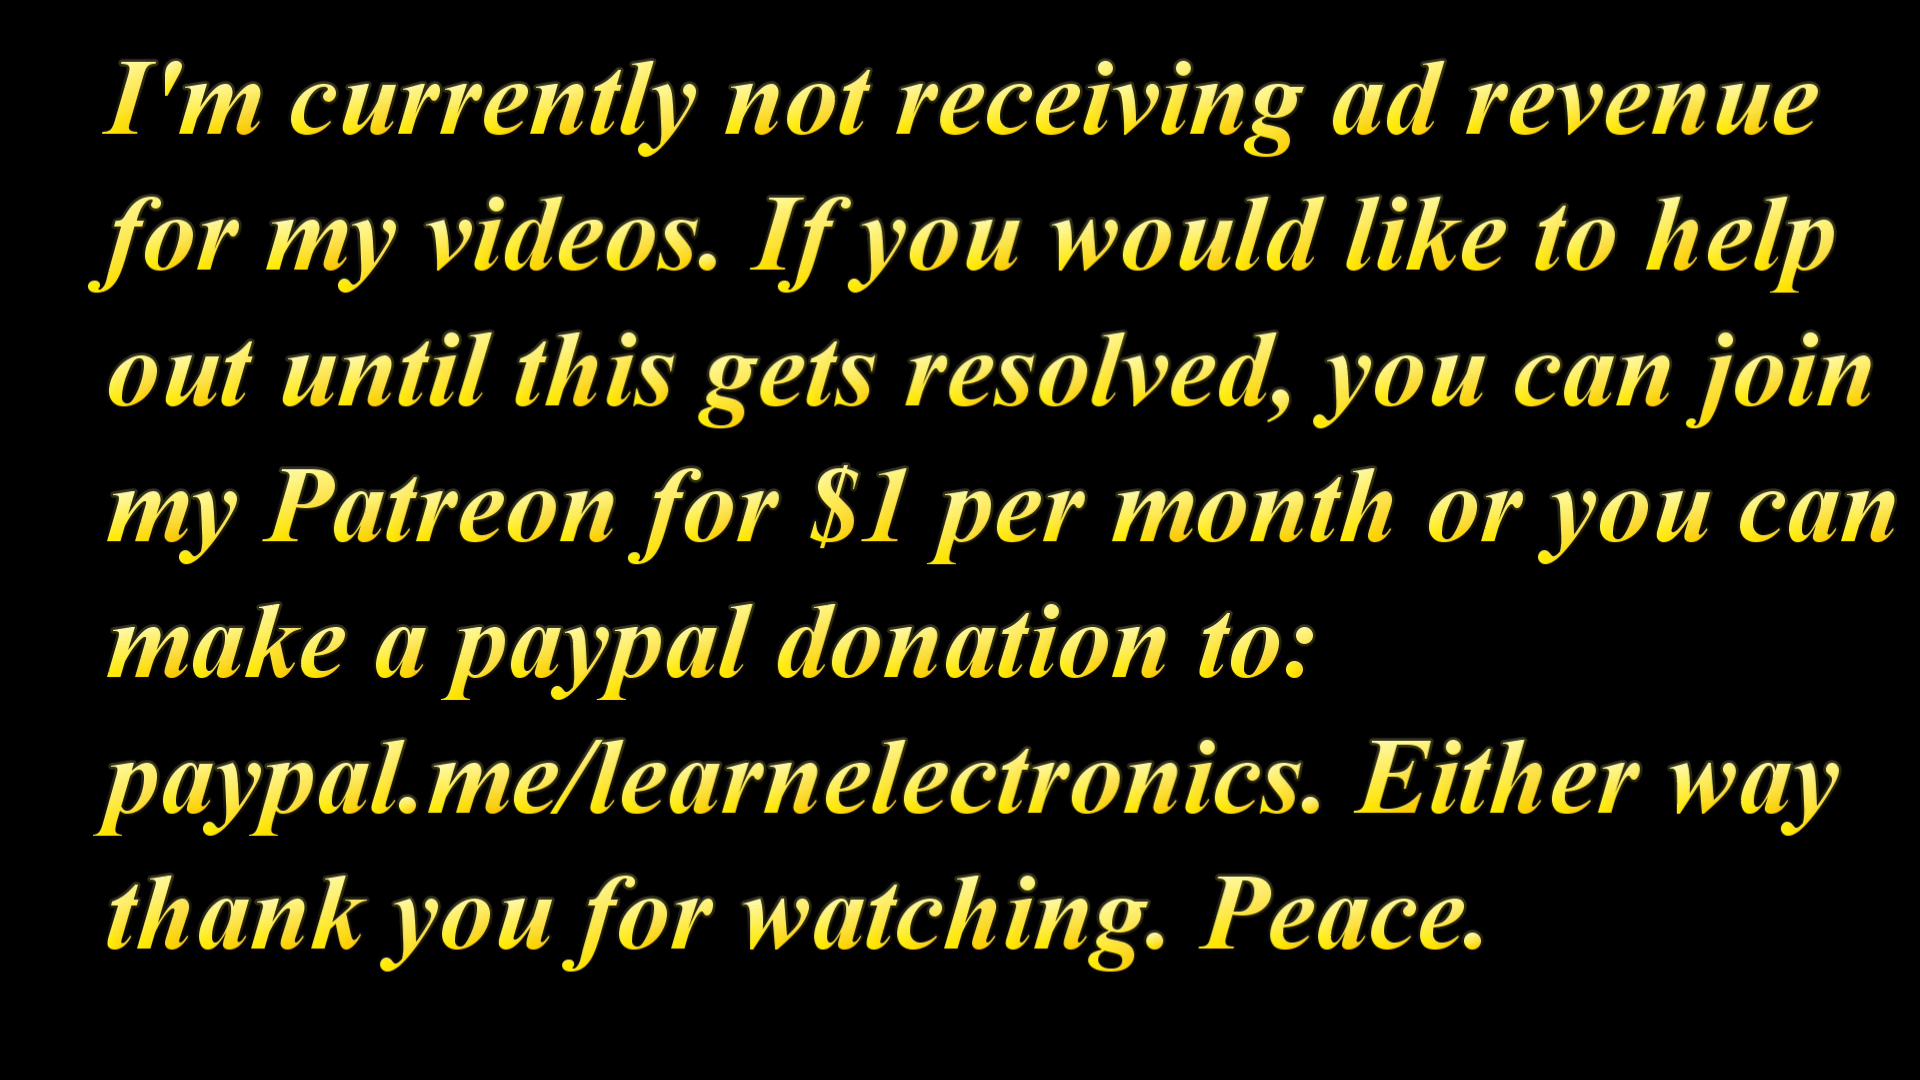 I'm currently not receiving ad revenue
for my videos. If you would like to help
out until this gets resolved, you can join
my Patreon for $1 per month or you can
make a paypal donation to:
paypal.me/learnelectronics. Either way
thank you for watching. Peace.